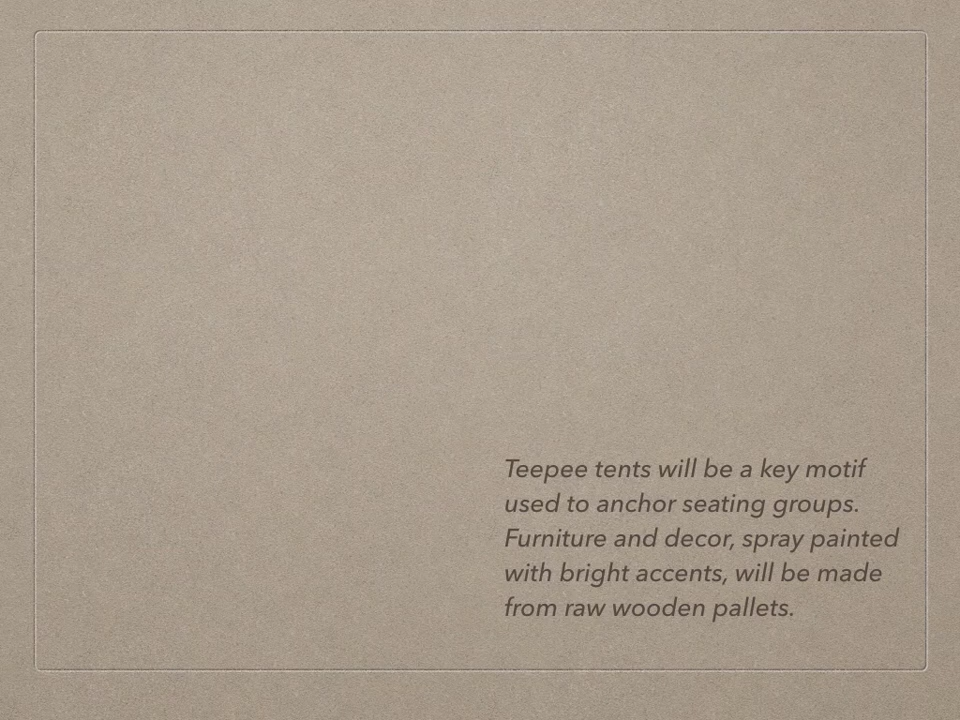 Teepee tents will be a key motif
used to anchor seating groups.
Furniture and decor, spray painted
with bright accents, will be made
from raw wooden pallets.